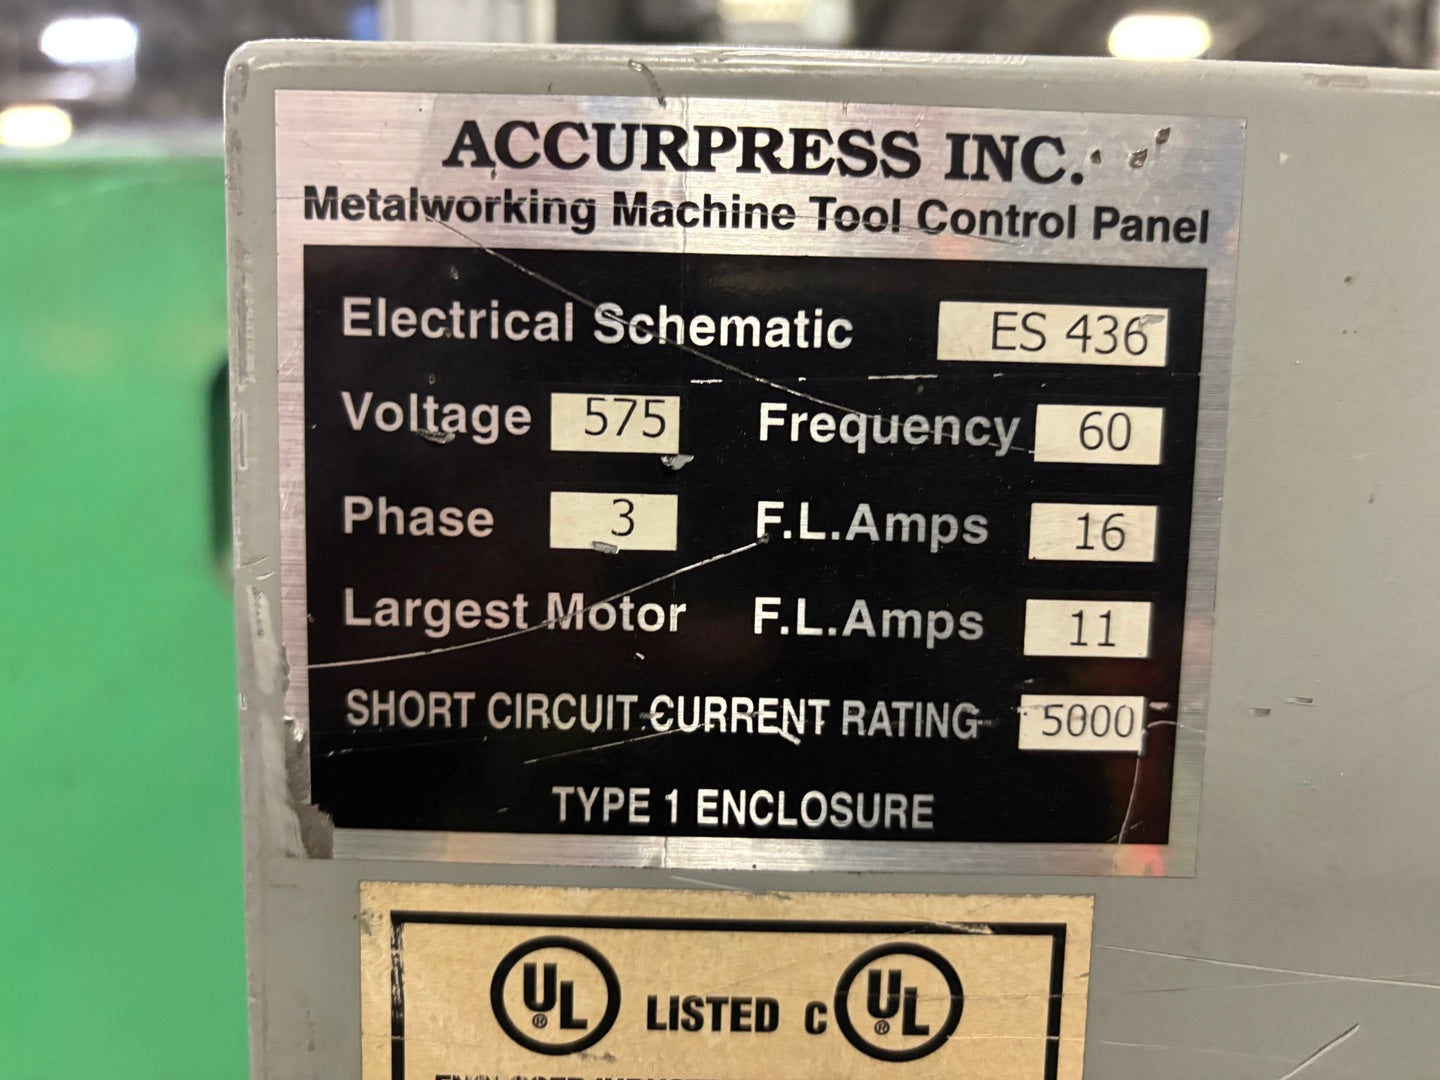 ACCURPRESS INC.
Metalworking Machine Tool Control Panel
Electrical Schematic ES 436
Voltage 575 Frequency 60
Phase 3 F.L.Amps 16
Largest Motor F.L.Amps 11
SHORT CIRCUIT CURRENT RATING 5000
TYPE 1 ENCLOSURE
UL ® LISTED C UL ®